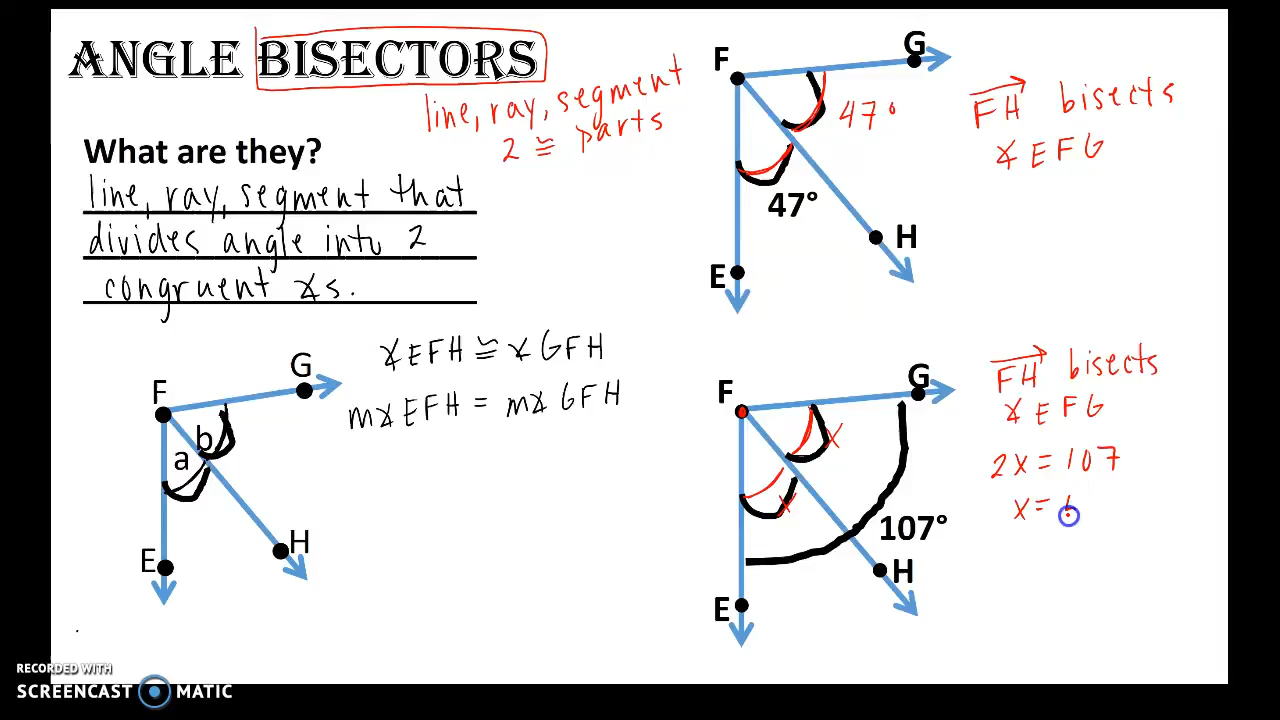 ANGLE BISECTORS
line, ray, segment
2 ≅ parts
What are they?
line, ray, segment that
divides angle into 2
congruent ∡s.
F
G
47°
47°
H
E
FH bisects
∡EFG
∡EFH ≅ ∡GFH
m∡EFH = m∡GFH
F
G
b
a
H
E
F
G
x
x
107°
H
E
FH bisects
∡EFG
2x = 107
x =
RECORDED WITH
SCREENCAST MATIC